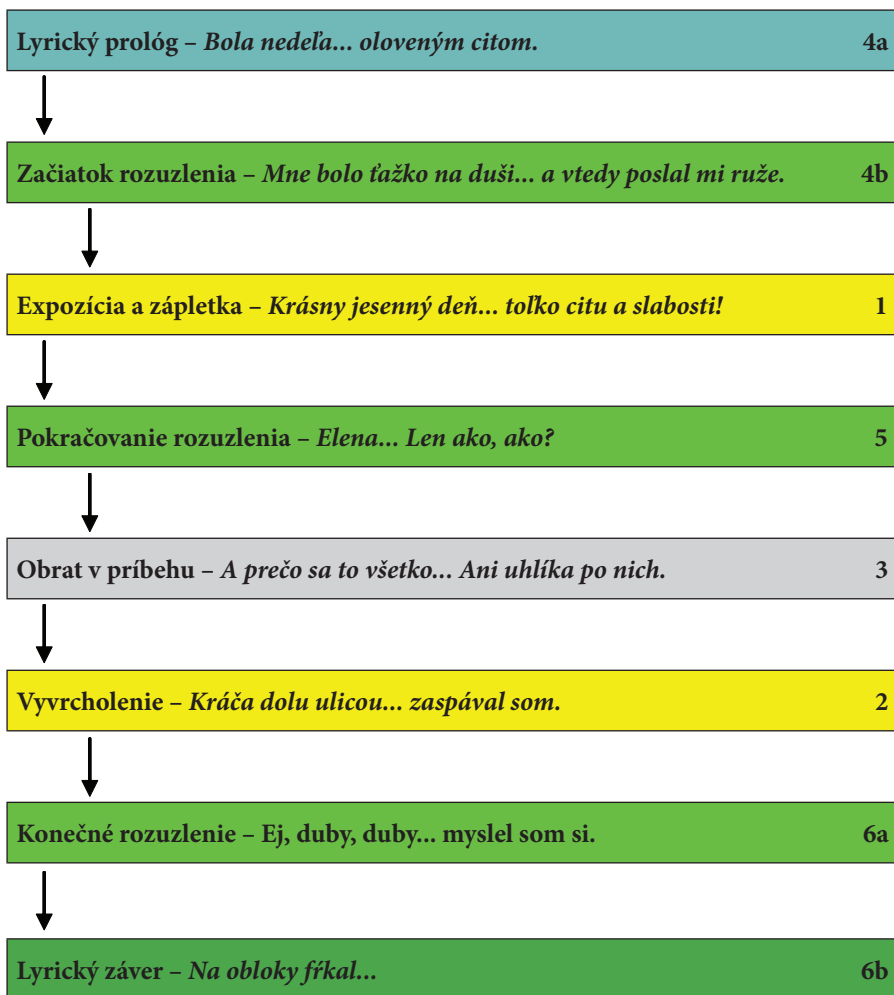 Lyrický prológ – Bola nedeľa... oloveným citom. 4a
Začiatok rozuzlenia – Mne bolo ťažko na duši... a vtedy poslal mi ruže. 4b
Expozícia a zápletka – Krásny jesenný deň... toľko citu a slabosti! 1
Pokračovanie rozuzlenia – Elena... Len ako, ako? 5
Obrat v príbehu – A prečo sa to všetko... Ani uhlíka po nich. 3
Vyvrcholenie – Kráča dolu ulicou... zaspával som. 2
Konečné rozuzlenie – Ej, duby, duby... myslel som si. 6a
Lyrický záver – Na obloky fŕkal... 6b